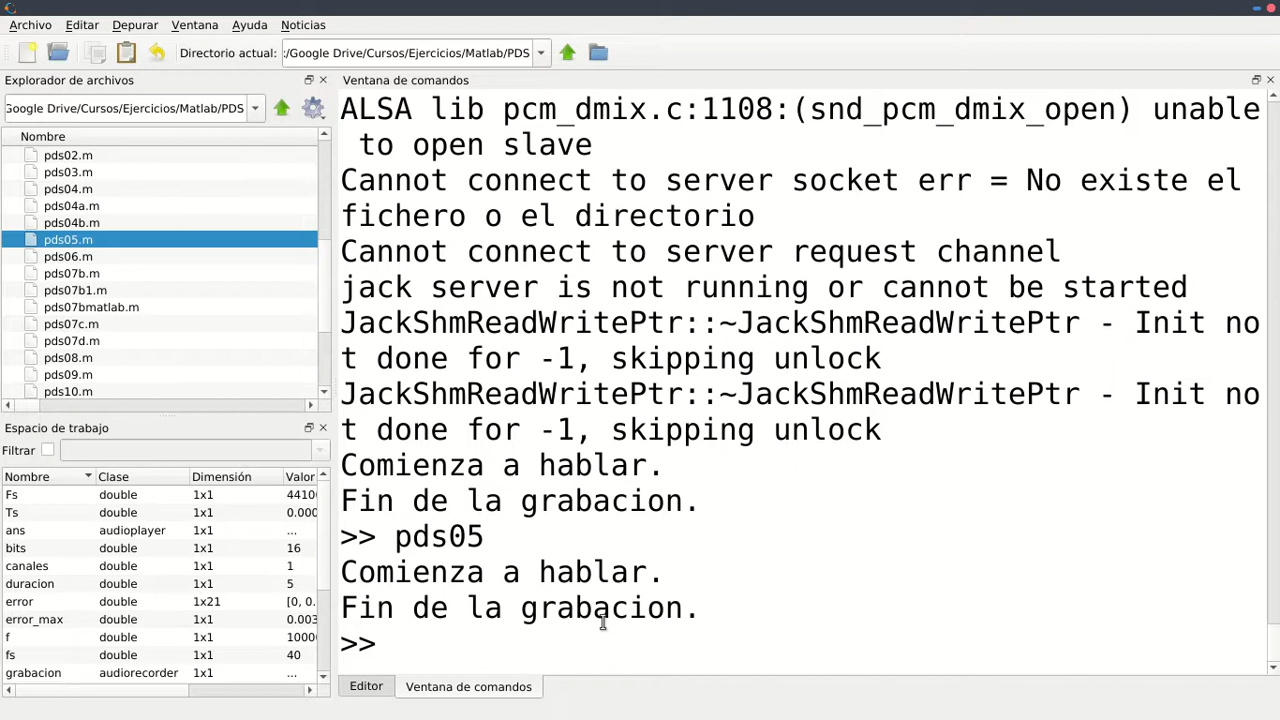 Archivo Editar Depurar Ventana Ayuda Noticias
Directorio actual: :/Google Drive/Cursos/Ejercicios/Matlab/PDS
Explorador de archivos
Google Drive/Cursos/Ejercicios/Matlab/PDS
Nombre
pds02.m
pds03.m
pds04.m
pds04a.m
pds04b.m
pds05.m
pds06.m
pds07b.m
pds07b1.m
pds07bmatlab.m
pds07c.m
pds07d.m
pds08.m
pds09.m
pds10.m
Espacio de trabajo
Filtrar
Nombre Clase Dimensión Valor
Fs double 1x1 4410
Ts double 1x1 0.000
ans audioplayer 1x1 ...
bits double 1x1 16
canales double 1x1 1
duracion double 1x1 5
error double 1x21 [0, 0.
error_max double 1x1 0.003
f double 1x1 10000
fs double 1x1 40
grabacion audiorecorder 1x1 ...
Ventana de comandos
ALSA lib pcm_dmix.c:1108:(snd_pcm_dmix_open) unable
to open slave
Cannot connect to server socket err = No existe el
fichero o el directorio
Cannot connect to server request channel
jack server is not running or cannot be started
JackShmReadWritePtr::~JackShmReadWritePtr - Init no
t done for -1, skipping unlock
JackShmReadWritePtr::~JackShmReadWritePtr - Init no
t done for -1, skipping unlock
Comienza a hablar.
Fin de la grabacion.
>> pds05
Comienza a hablar.
Fin de la grabacion.
>>
Editor Ventana de comandos